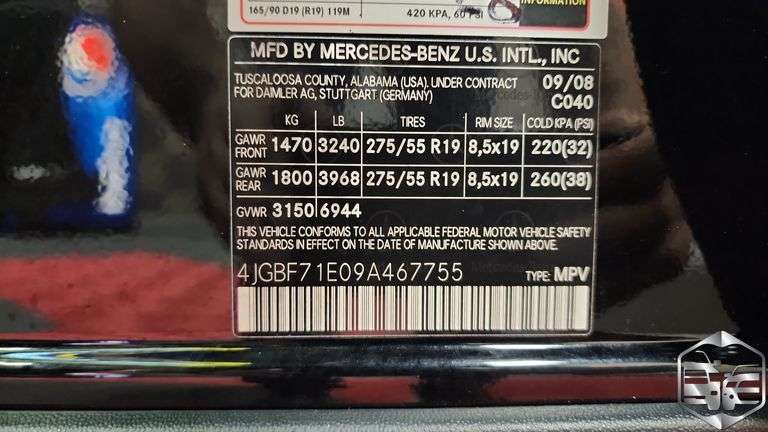 INFORMATION
165/90 D19 (R19) 119M 420 KPA, 60 PSI
MFD BY MERCEDES-BENZ U.S. INTL., INC
TUSCALOOSA COUNTY, ALABAMA (USA). UNDER CONTRACT 09/08
FOR DAIMLER AG, STUTTGART (GERMANY) C040
KG LB TIRES RIM SIZE COLD KPA (PSI)
GAWR FRONT 1470 3240 275/55 R19 8,5x19 220(32)
GAWR REAR 1800 3968 275/55 R19 8,5x19 260(38)
GVWR 3150 6944
THIS VEHICLE CONFORMS TO ALL APPLICABLE FEDERAL MOTOR VEHICLE SAFETY
STANDARDS IN EFFECT ON THE DATE OF MANUFACTURE SHOWN ABOVE.
4JGBF71E09A467755 TYPE: MPV